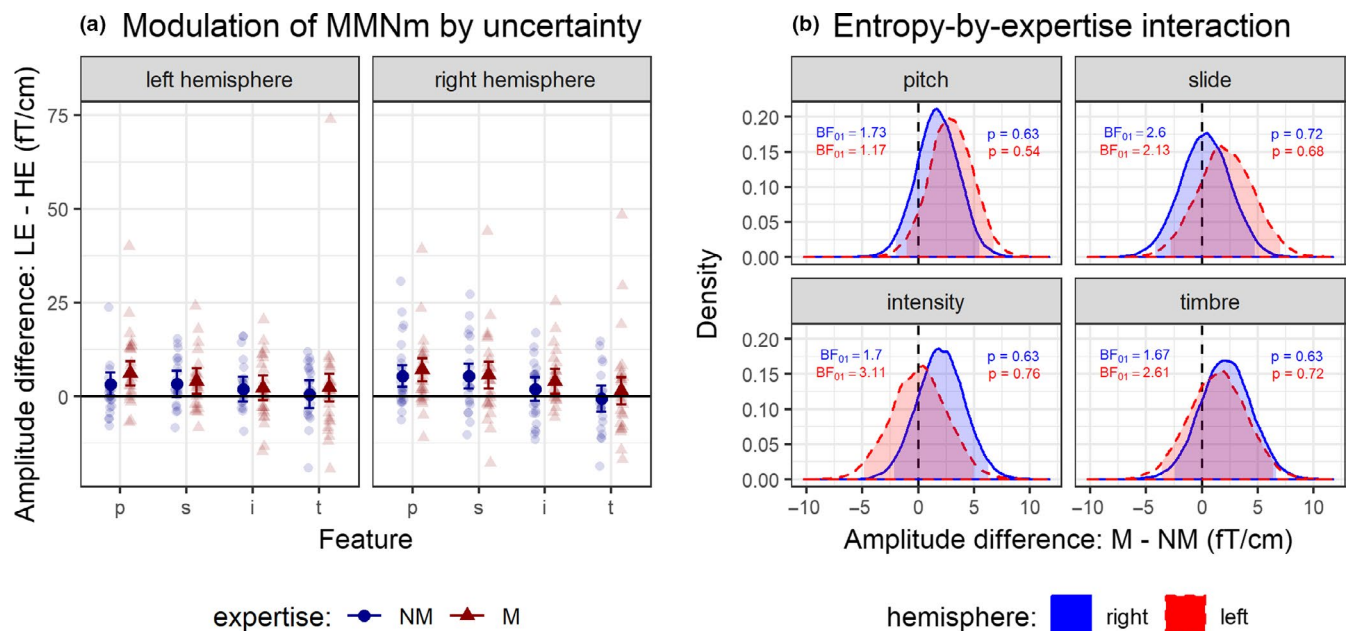 (a) Modulation of MMNm by uncertainty
left hemisphere
right hemisphere
Amplitude difference: LE - HE (fT/cm)
75
50
25
0
p s i t
p s i t
Feature
expertise: NM M
(b) Entropy-by-expertise interaction
pitch
slide
BF01 = 1.73 p = 0.63
BF01 = 1.17 p = 0.54
BF01 = 2.6 p = 0.72
BF01 = 2.13 p = 0.68
0.20
0.15
0.10
0.05
0.00
intensity
timbre
BF01 = 1.7 p = 0.63
BF01 = 3.11 p = 0.76
BF01 = 1.67 p = 0.63
BF01 = 2.61 p = 0.72
0.20
0.15
0.10
0.05
0.00
Density
−10 −5 0 5 10
−10 −5 0 5 10
Amplitude difference: M - NM (fT/cm)
hemisphere: right left